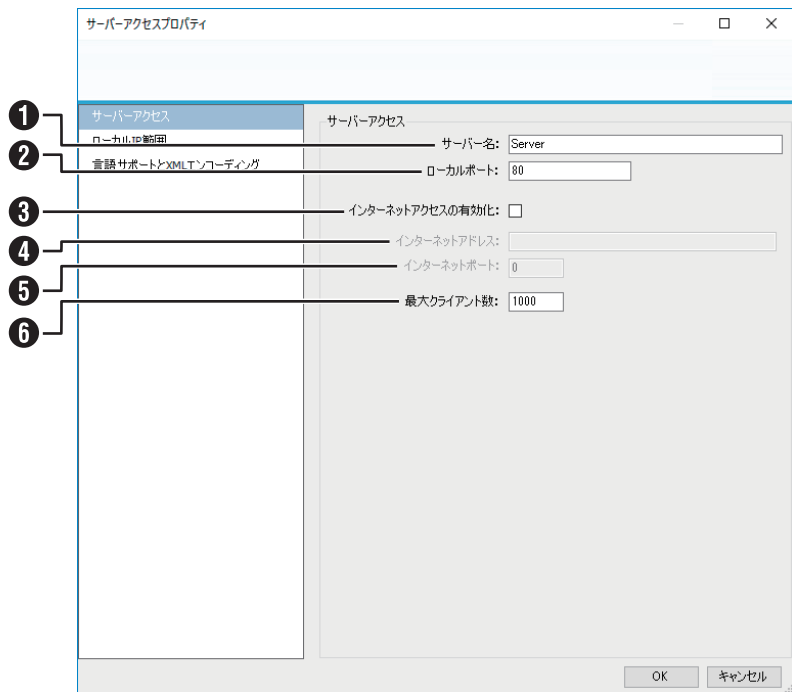 サーバーアクセスプロパティ
サーバーアクセス
ローカルIP範囲
言語サポートとXMLエンコーディング
サーバーアクセス
❶
サーバー名: Server
❷
ローカルポート: 80
❸
インターネットアクセスの有効化:
❹
インターネットアドレス:
❺
インターネットポート: 0
❻
最大クライアント数: 1000
OK
キャンセル